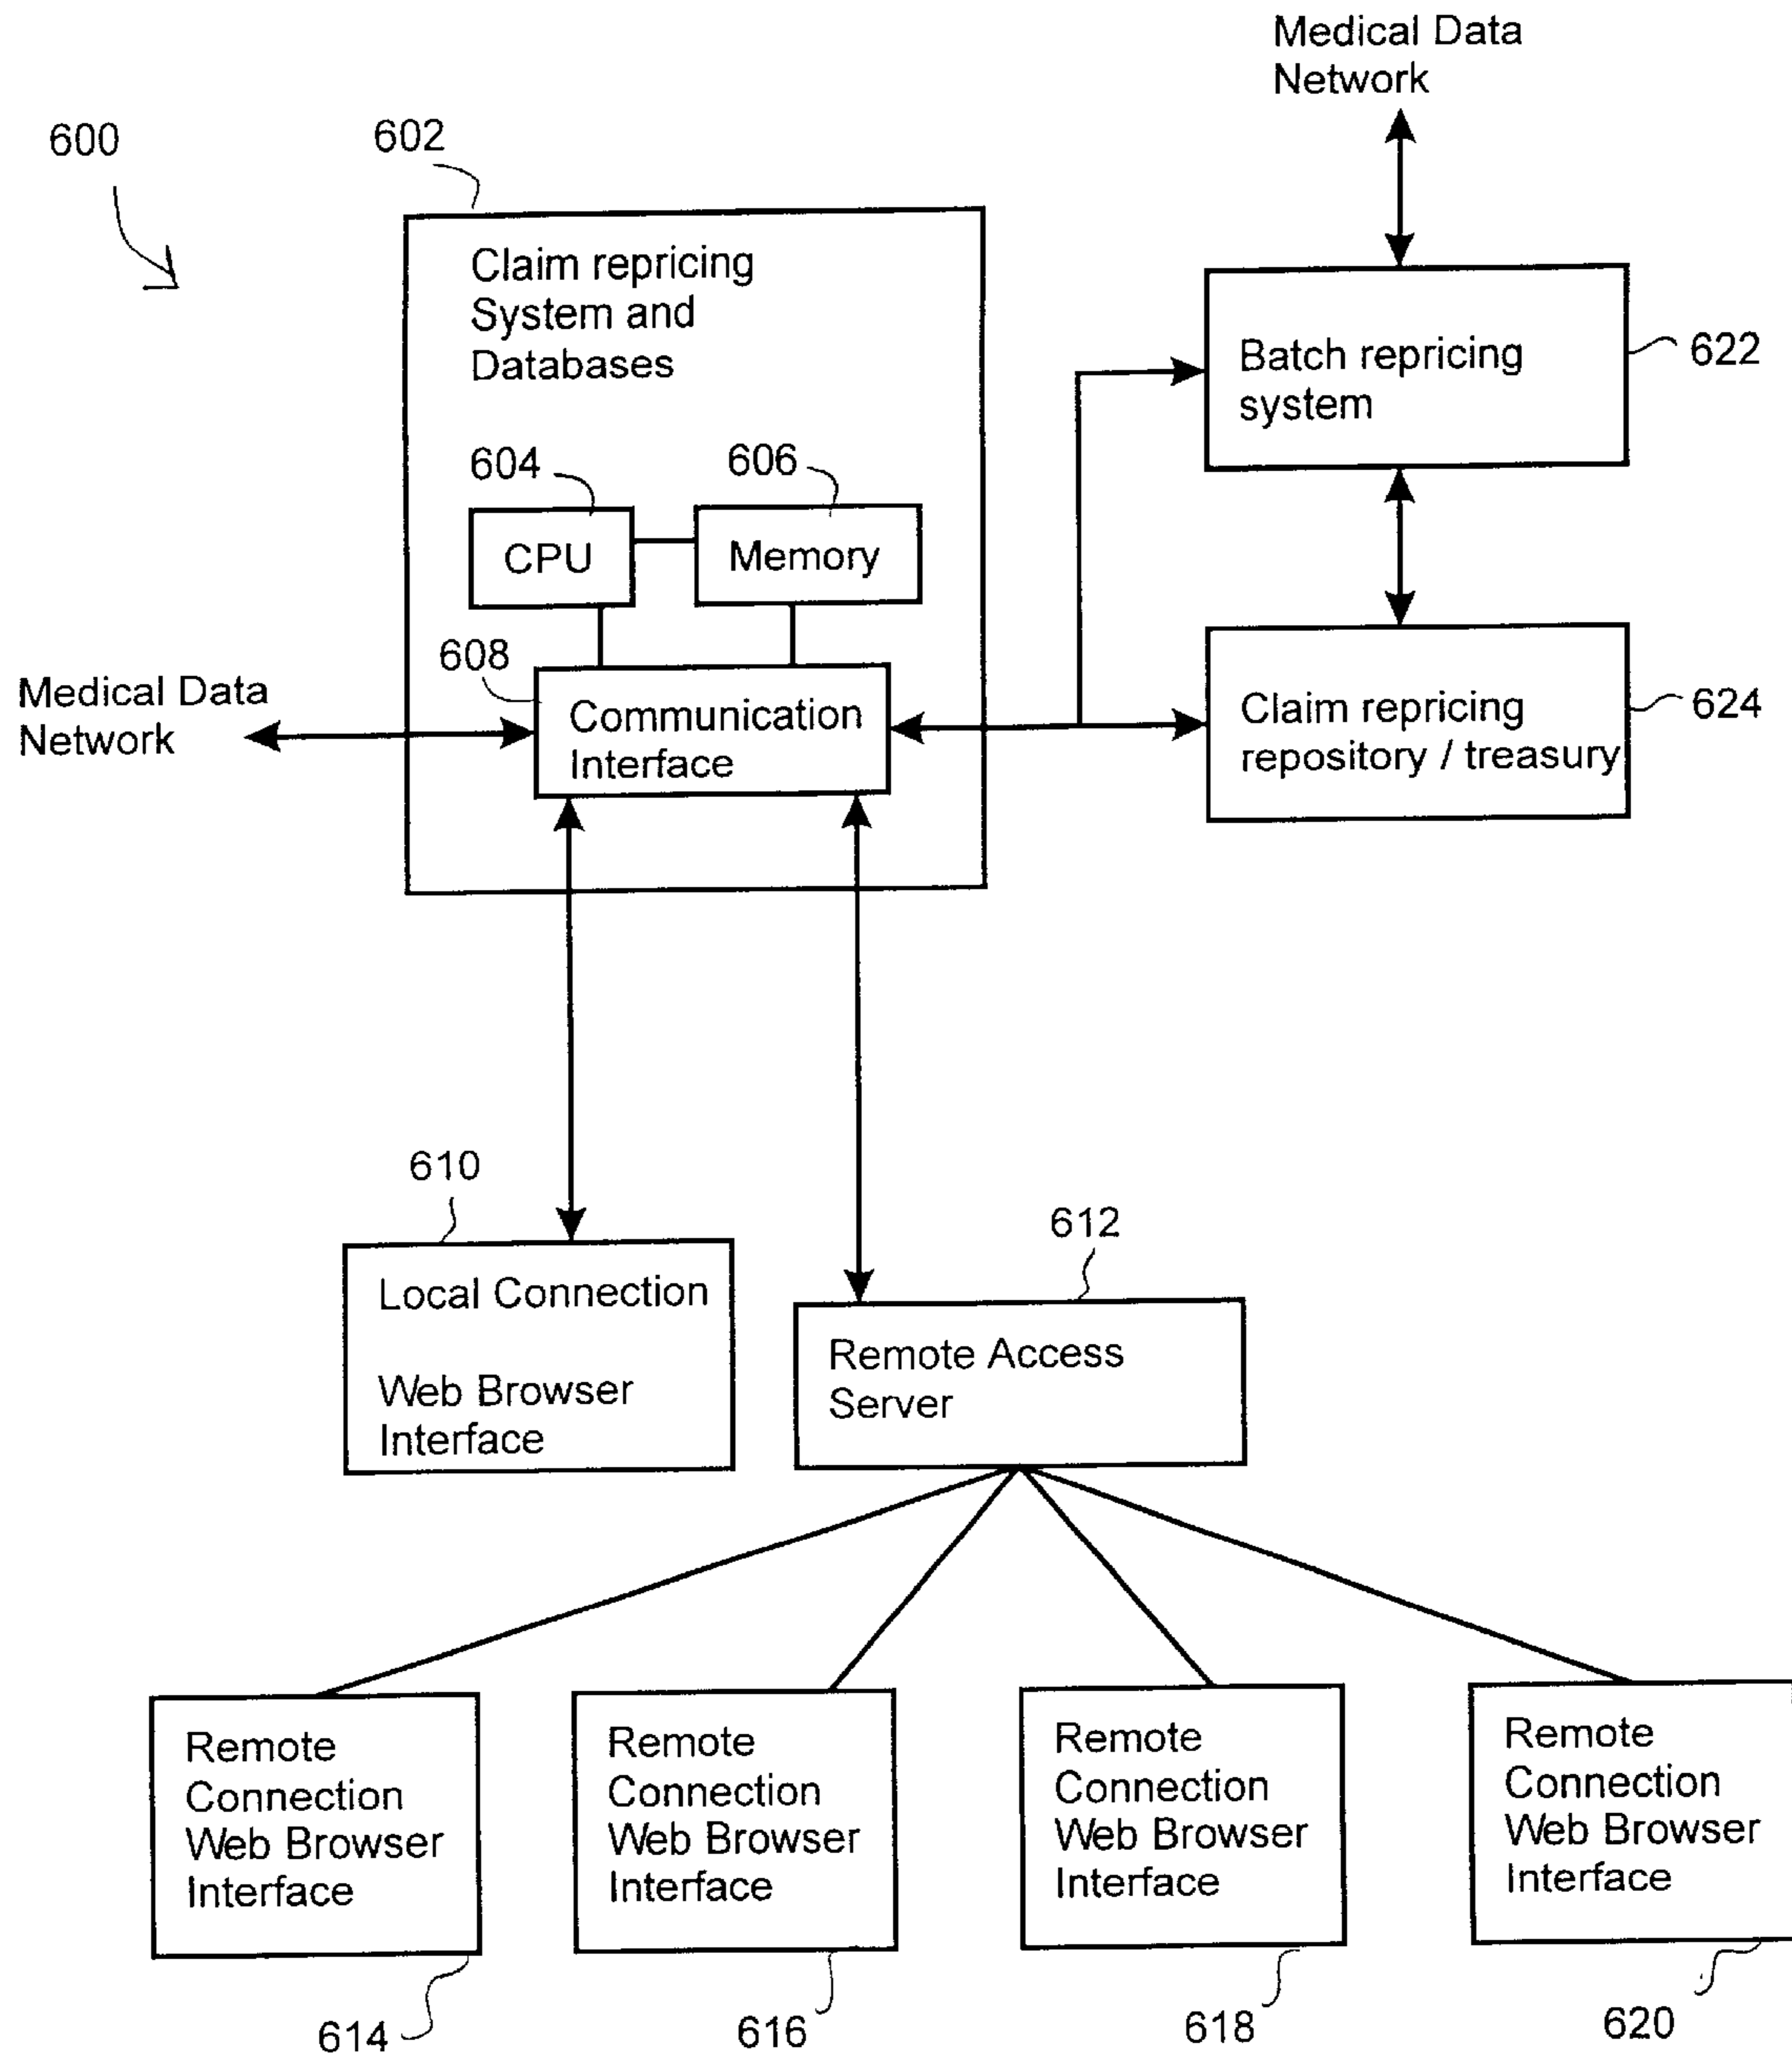 Medical Data
Network
600
602
Claim repricing
System and
Databases
Batch repricing
system
622
604
606
CPU
Memory
608
Medical Data
Network
Communication
Interface
Claim repricing
repository / treasury
624
610
612
Local Connection
Web Browser
Interface
Remote Access
Server
Remote
Connection
Web Browser
Interface
Remote
Connection
Web Browser
Interface
Remote
Connection
Web Browser
Interface
Remote
Connection
Web Browser
Interface
614
616
618
620